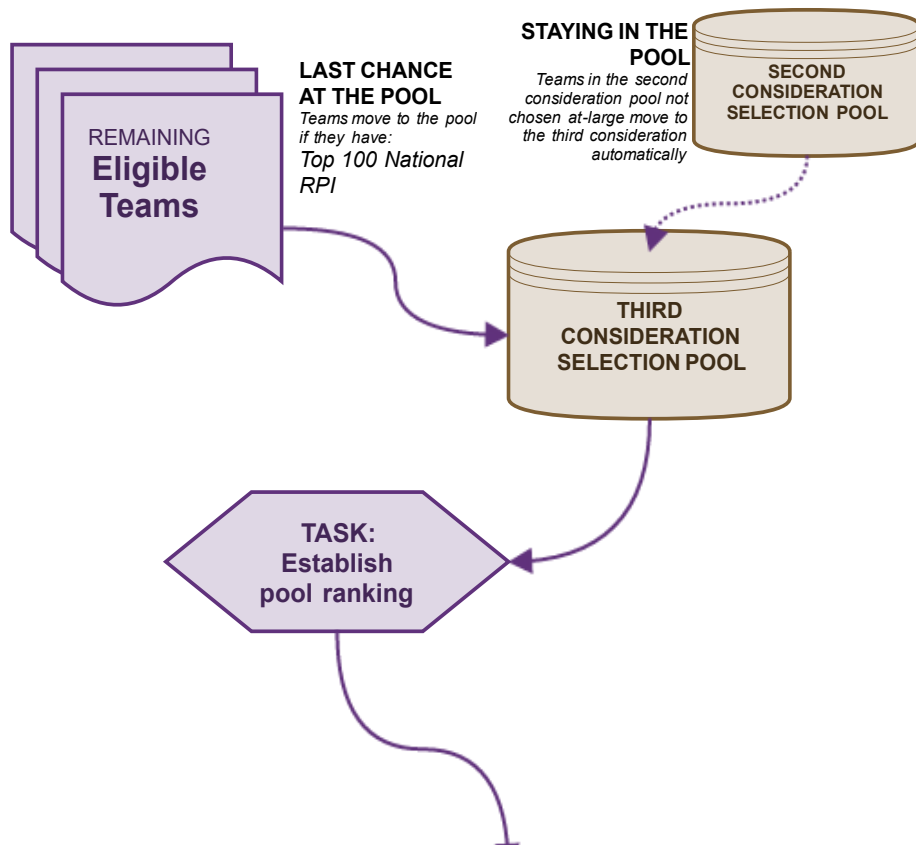 REMAINING
Eligible
Teams
LAST CHANCE
AT THE POOL
Teams move to the pool
if they have:
Top 100 National
RPI
STAYING IN THE
POOL
Teams in the second
consideration pool not
chosen at-large move to
the third consideration
automatically
SECOND
CONSIDERATION
SELECTION POOL
THIRD
CONSIDERATION
SELECTION POOL
TASK:
Establish
pool ranking